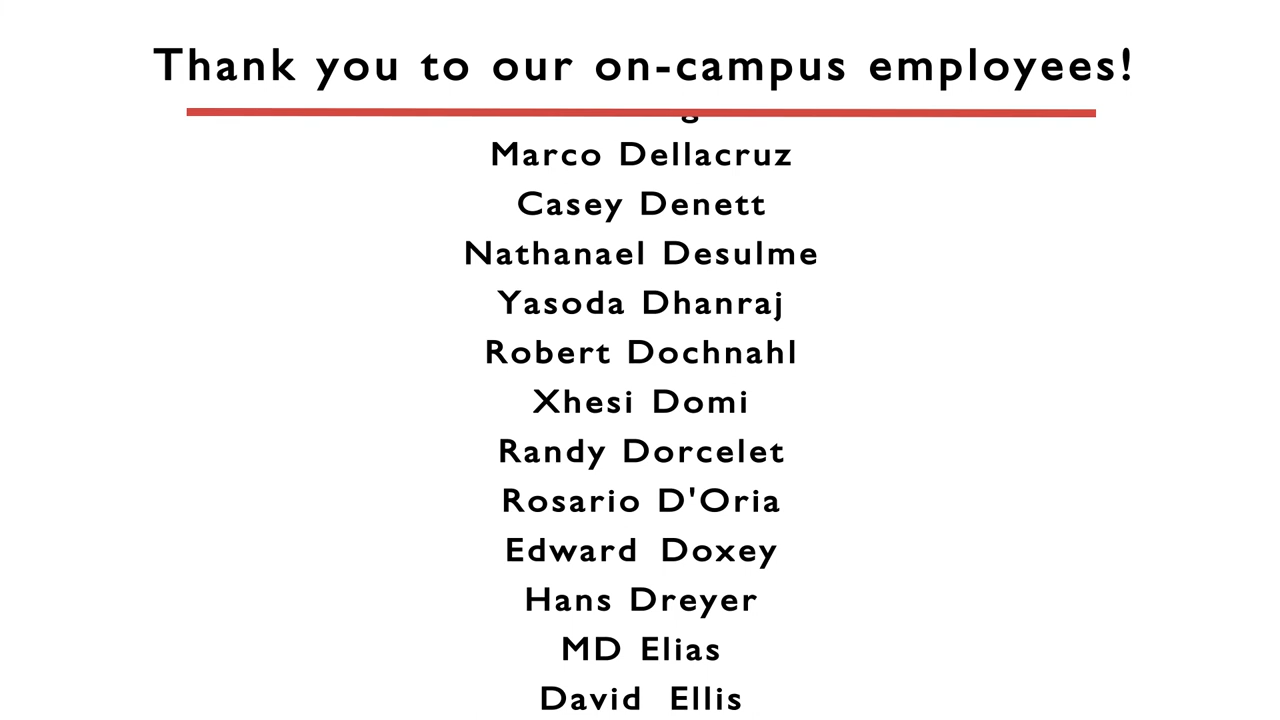 Thank you to our on-campus employees!
Marco Dellacruz
Casey Denett
Nathanael Desulme
Yasoda Dhanraj
Robert Dochnahl
Xhesi Domi
Randy Dorcelet
Rosario D'Oria
Edward Doxey
Hans Dreyer
MD Elias
David Ellis